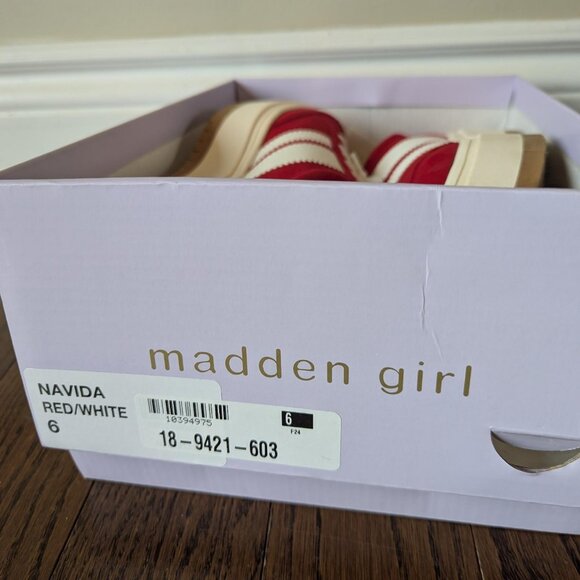 madden girl
NAVIDA
RED/WHITE
6
10394975
6
F24
18-9421-603